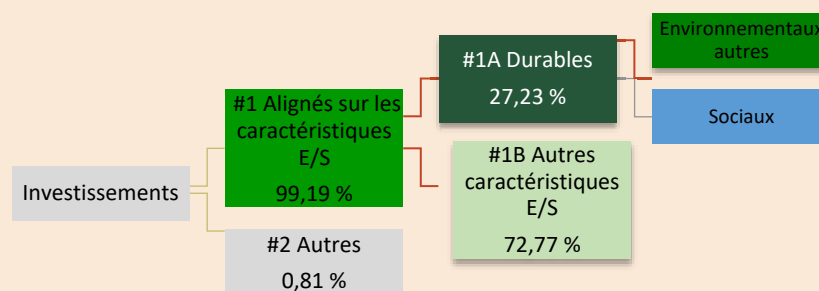 Investissements
#1 Alignés sur les
caractéristiques
E/S
99,19 %
#2 Autres
0,81 %
#1A Durables
27,23 %
#1B Autres
caractéristiques
E/S
72,77 %
Environnementaux
autres
Sociaux